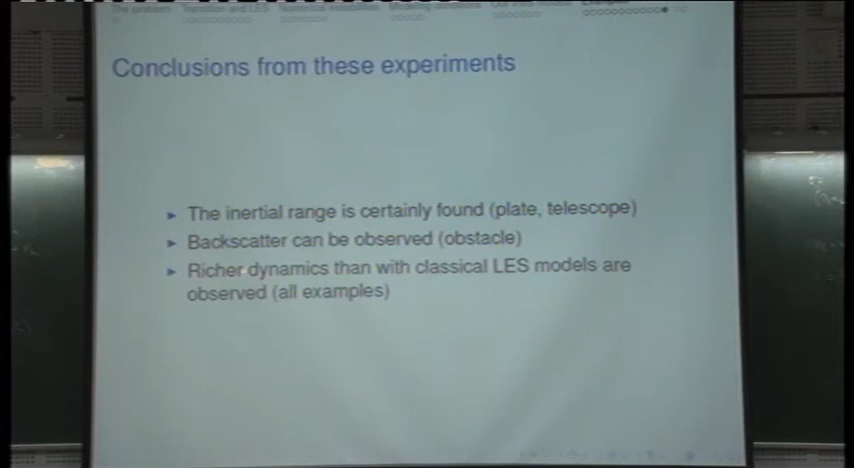 Conclusions from these experiments
The inertial range is certainly found (plate, telescope)
Backscatter can be observed (obstacle)
Richer dynamics than with classical LES models are
observed (all examples)